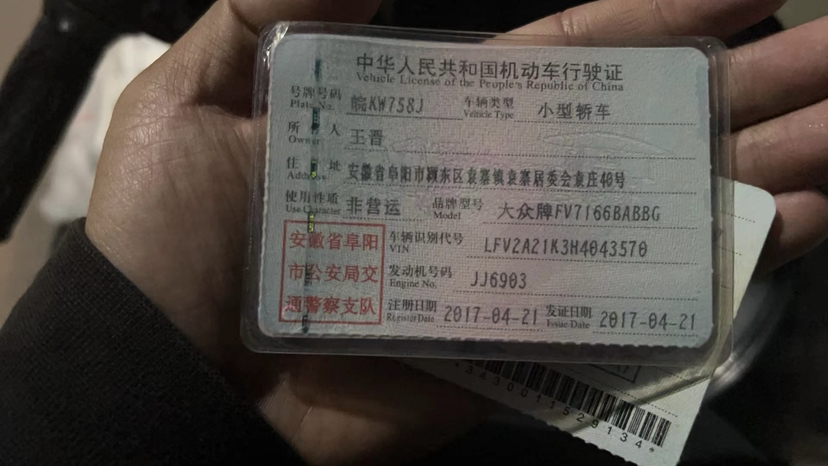 中华人民共和国机动车行驶证
Vehicle License of the People's Republic of China
号牌号码 皖KW758J 车辆类型 小型轿车
Plate No. Vehicle Type
所有人 王晋
Owner
住址 安徽省阜阳市颍东区袁寨镇袁寨居委会袁庄40号
Address
使用性质 非营运 品牌型号 大众牌FV7166BABBG
Use Character Model
安徽省阜阳
市公安局交
通警察支队
车辆识别代号 LFV2A21K3H4043570
VIN
发动机号码 JJ6903
Engine No.
注册日期 2017-04-21 发证日期 2017-04-21
Register Date Issue Date
*3430011529134*